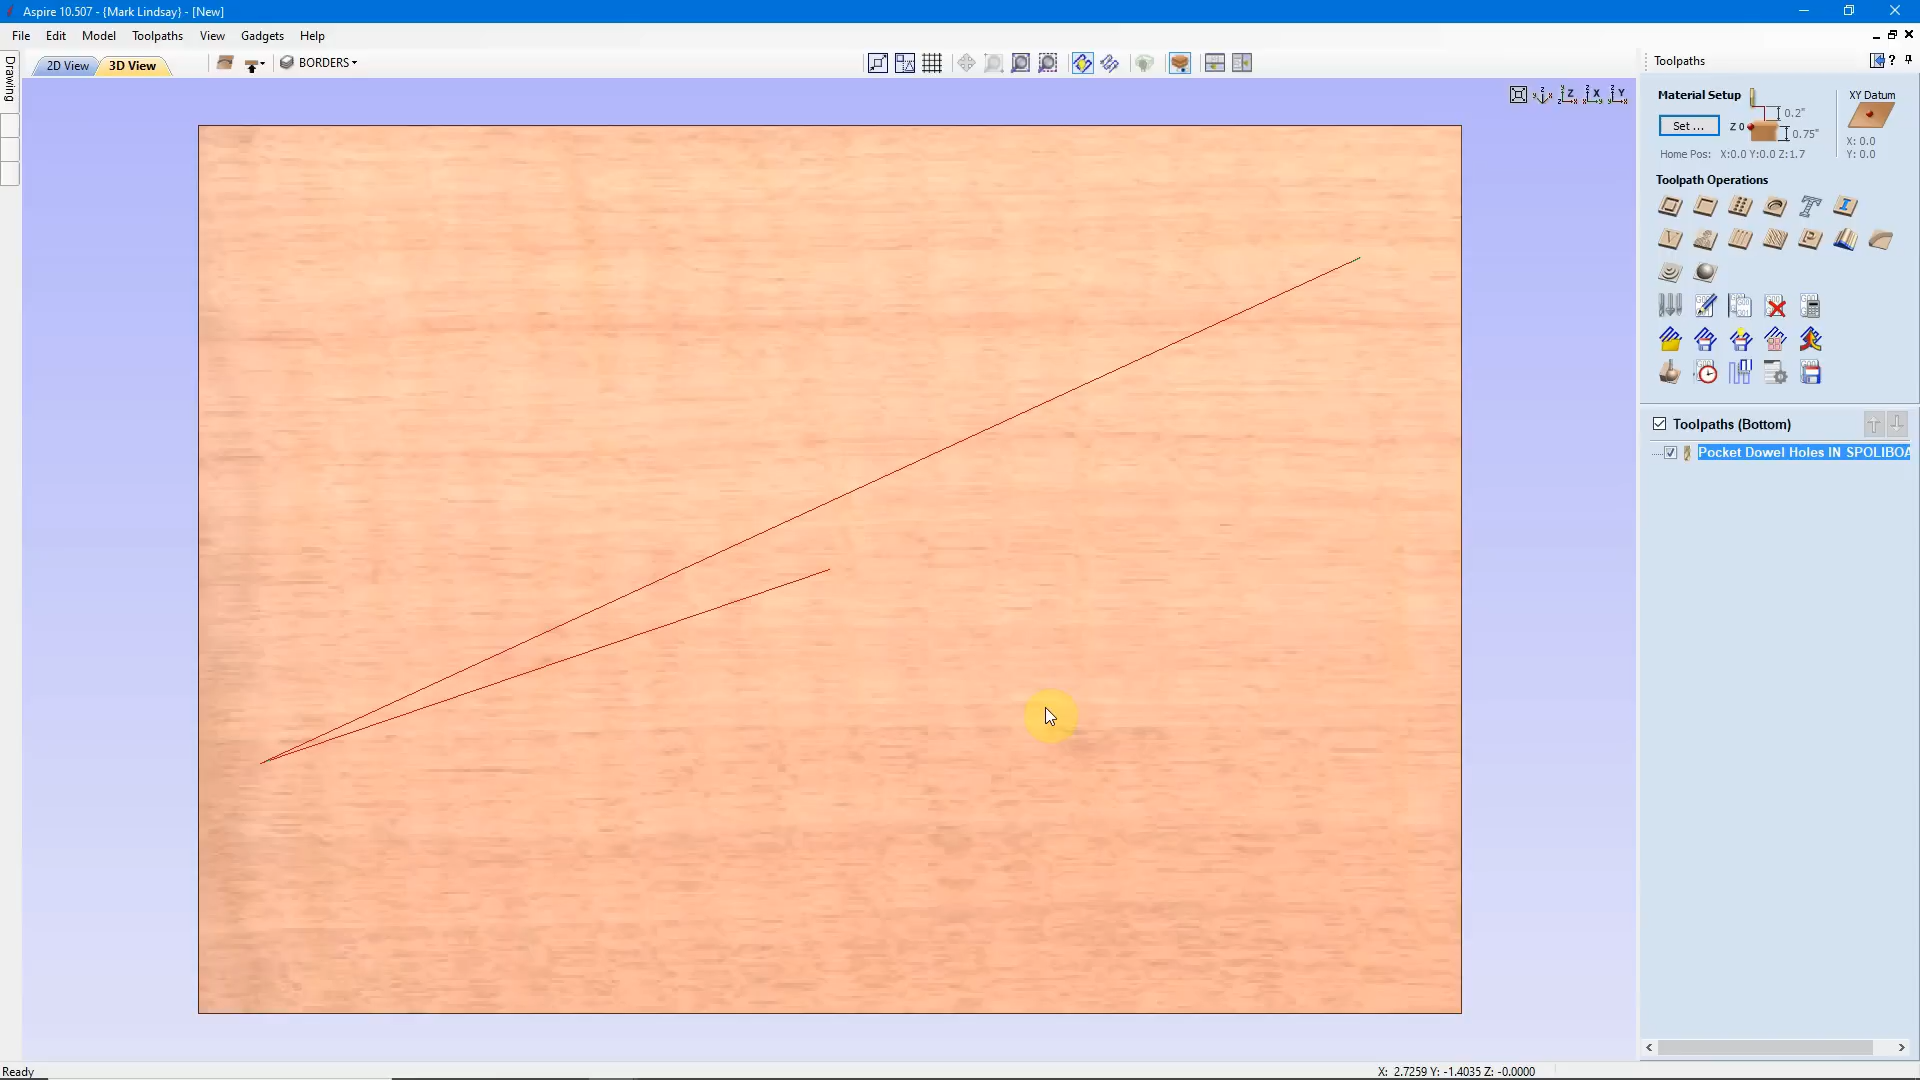 Aspire 10.507 - {Mark Lindsay} - [New]
File Edit Model Toolpaths View Gadgets Help
Drawing
2D View 3D View BORDERS
Toolpaths
Material Setup
XY Datum
0.2"
Set ... Z 0 0.75"
X: 0.0
Y: 0.0
Home Pos: X:0.0 Y:0.0 Z:1.7
Toolpath Operations
Toolpaths (Bottom)
Pocket Dowel Holes IN SPOLIBOA
Ready
X: 2.7259 Y: -1.4035 Z: -0.0000